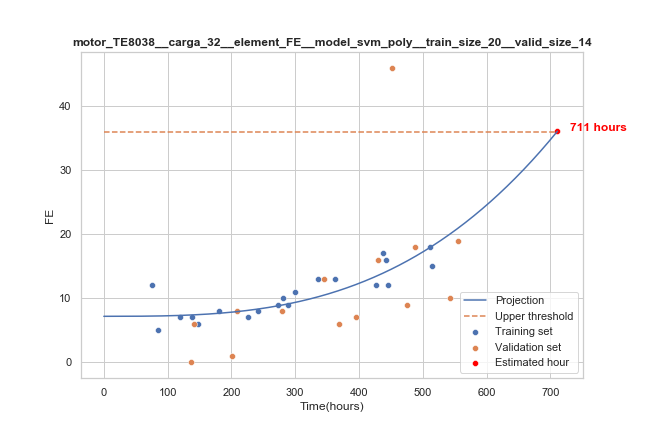 motor_TE8038__carga_32__element_FE__model_svm_poly__train_size_20__valid_size_14
40
30
20
10
0
FE
711 hours
Projection
Upper threshold
Training set
Validation set
Estimated hour
0 100 200 300 400 500 600 700
Time(hours)